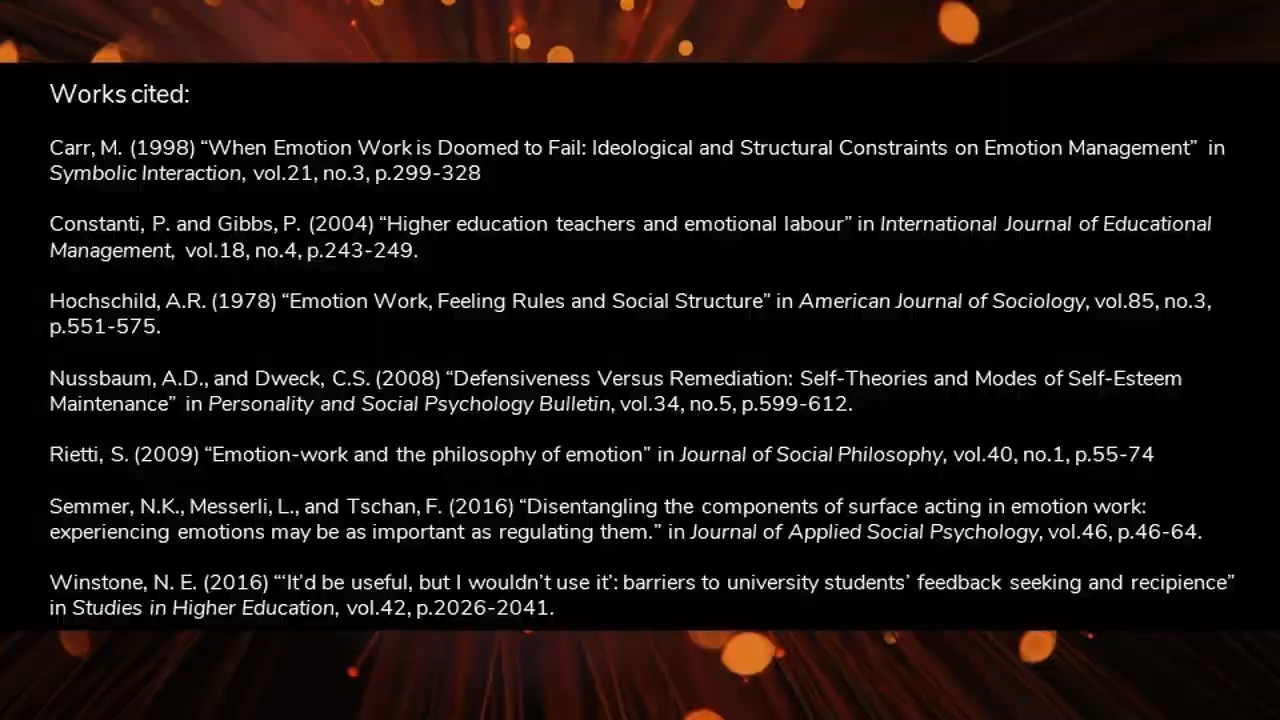 Works cited:
Carr, M. (1998) “When Emotion Work is Doomed to Fail: Ideological and Structural Constraints on Emotion Management” in
Symbolic Interaction, vol.21, no.3, p.299-328
Constanti, P. and Gibbs, P. (2004) “Higher education teachers and emotional labour” in International Journal of Educational
Management, vol.18, no.4, p.243-249.
Hochschild, A.R. (1978) “Emotion Work, Feeling Rules and Social Structure” in American Journal of Sociology, vol.85, no.3,
p.551-575.
Nussbaum, A.D., and Dweck, C.S. (2008) “Defensiveness Versus Remediation: Self-Theories and Modes of Self-Esteem
Maintenance” in Personality and Social Psychology Bulletin, vol.34, no.5, p.599-612.
Rietti, S. (2009) “Emotion-work and the philosophy of emotion” in Journal of Social Philosophy, vol.40, no.1, p.55-74
Semmer, N.K., Messerli, L., and Tschan, F. (2016) “Disentangling the components of surface acting in emotion work:
experiencing emotions may be as important as regulating them.” in Journal of Applied Social Psychology, vol.46, p.46-64.
Winstone, N. E. (2016) “‘It’d be useful, but I wouldn’t use it’: barriers to university students’ feedback seeking and recipience”
in Studies in Higher Education, vol.42, p.2026-2041.